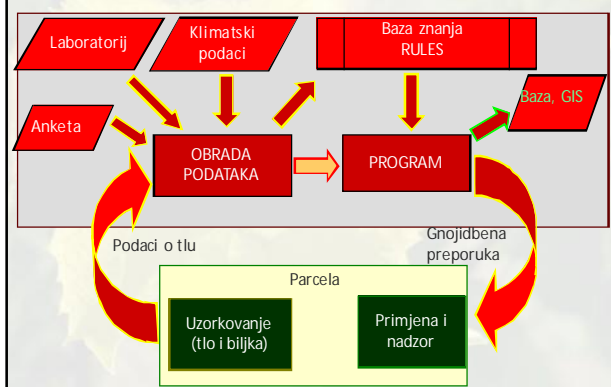 Laboratorij
Klimatski
podaci
Baza znanja
RULES
Baza, GIS
Anketa
OBRADA
PODATAKA
PROGRAM
Podaci o tlu
Gnojidbena
preporuka
Parcela
Uzorkovanje
(tlo i biljka)
Primjena i
nadzor